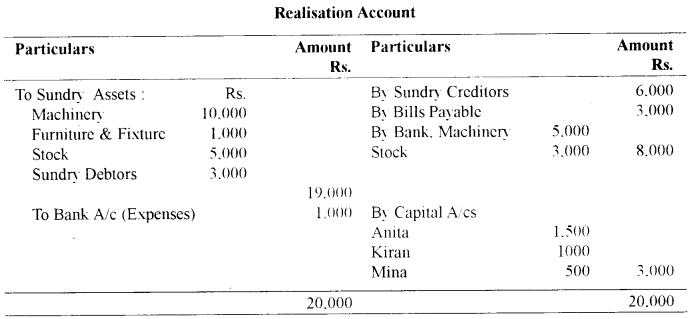 Realisation Account
Particulars Amount Particulars Amount
Rs. Rs.
To Sundry Assets : Rs. By Sundry Creditors 6.000
Machinery 10.000 By Bills Payable 3.000
Furniture & Fixture 1.000 By Bank. Machinery 5.000
Stock 5.000 Stock 3.000 8.000
Sundry Debtors 3.000
19.000
To Bank A/c (Expenses) 1.000 By Capital A/cs
Anita 1.500
Kiran 1000
Mina 500 3.000
20.000 20.000